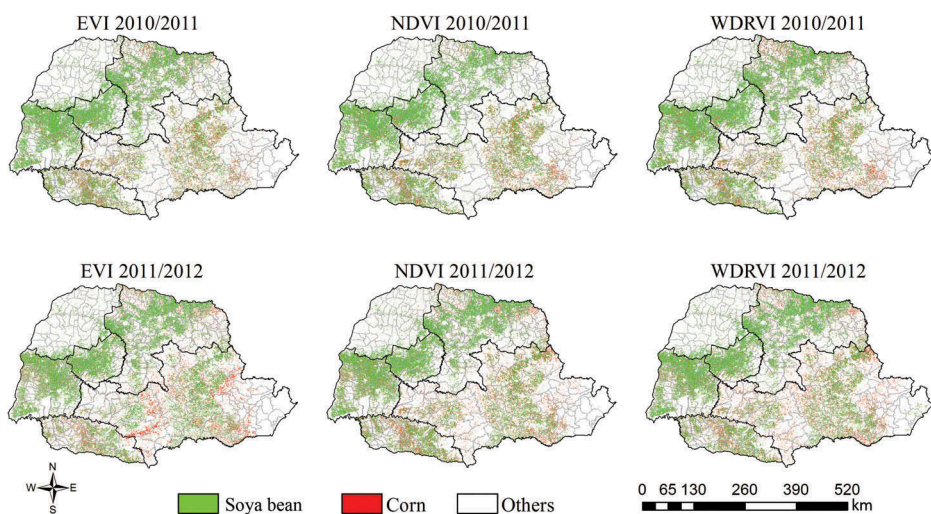 EVI 2010/2011
NDVI 2010/2011
WDRVI 2010/2011
EVI 2011/2012
NDVI 2011/2012
WDRVI 2011/2012
N
W E
S
Soya bean
Corn
Others
0 65 130 260 390 520
km